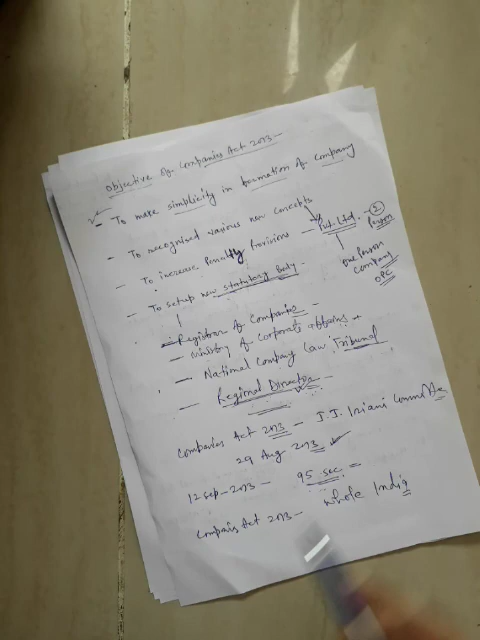 Objective Of Companies Act 2013 -
- To make simplicity in formation Of Company
- To recognised various new concepts
Pvt. Ltd. - 2 Person
one Person
Company
OPC
- To increase Penalty Provisions -
- To setup new statutory Body -
- Registrar Of Companies -
- Ministry Of Corporate affairs -
- National Company Law Tribunal
- Regional Director -
Companies Act 2013 - J.J. Iriani Committee
29 Aug 2013
12 Sep - 2013 - 95 sec. =
Act 2013 - whole India